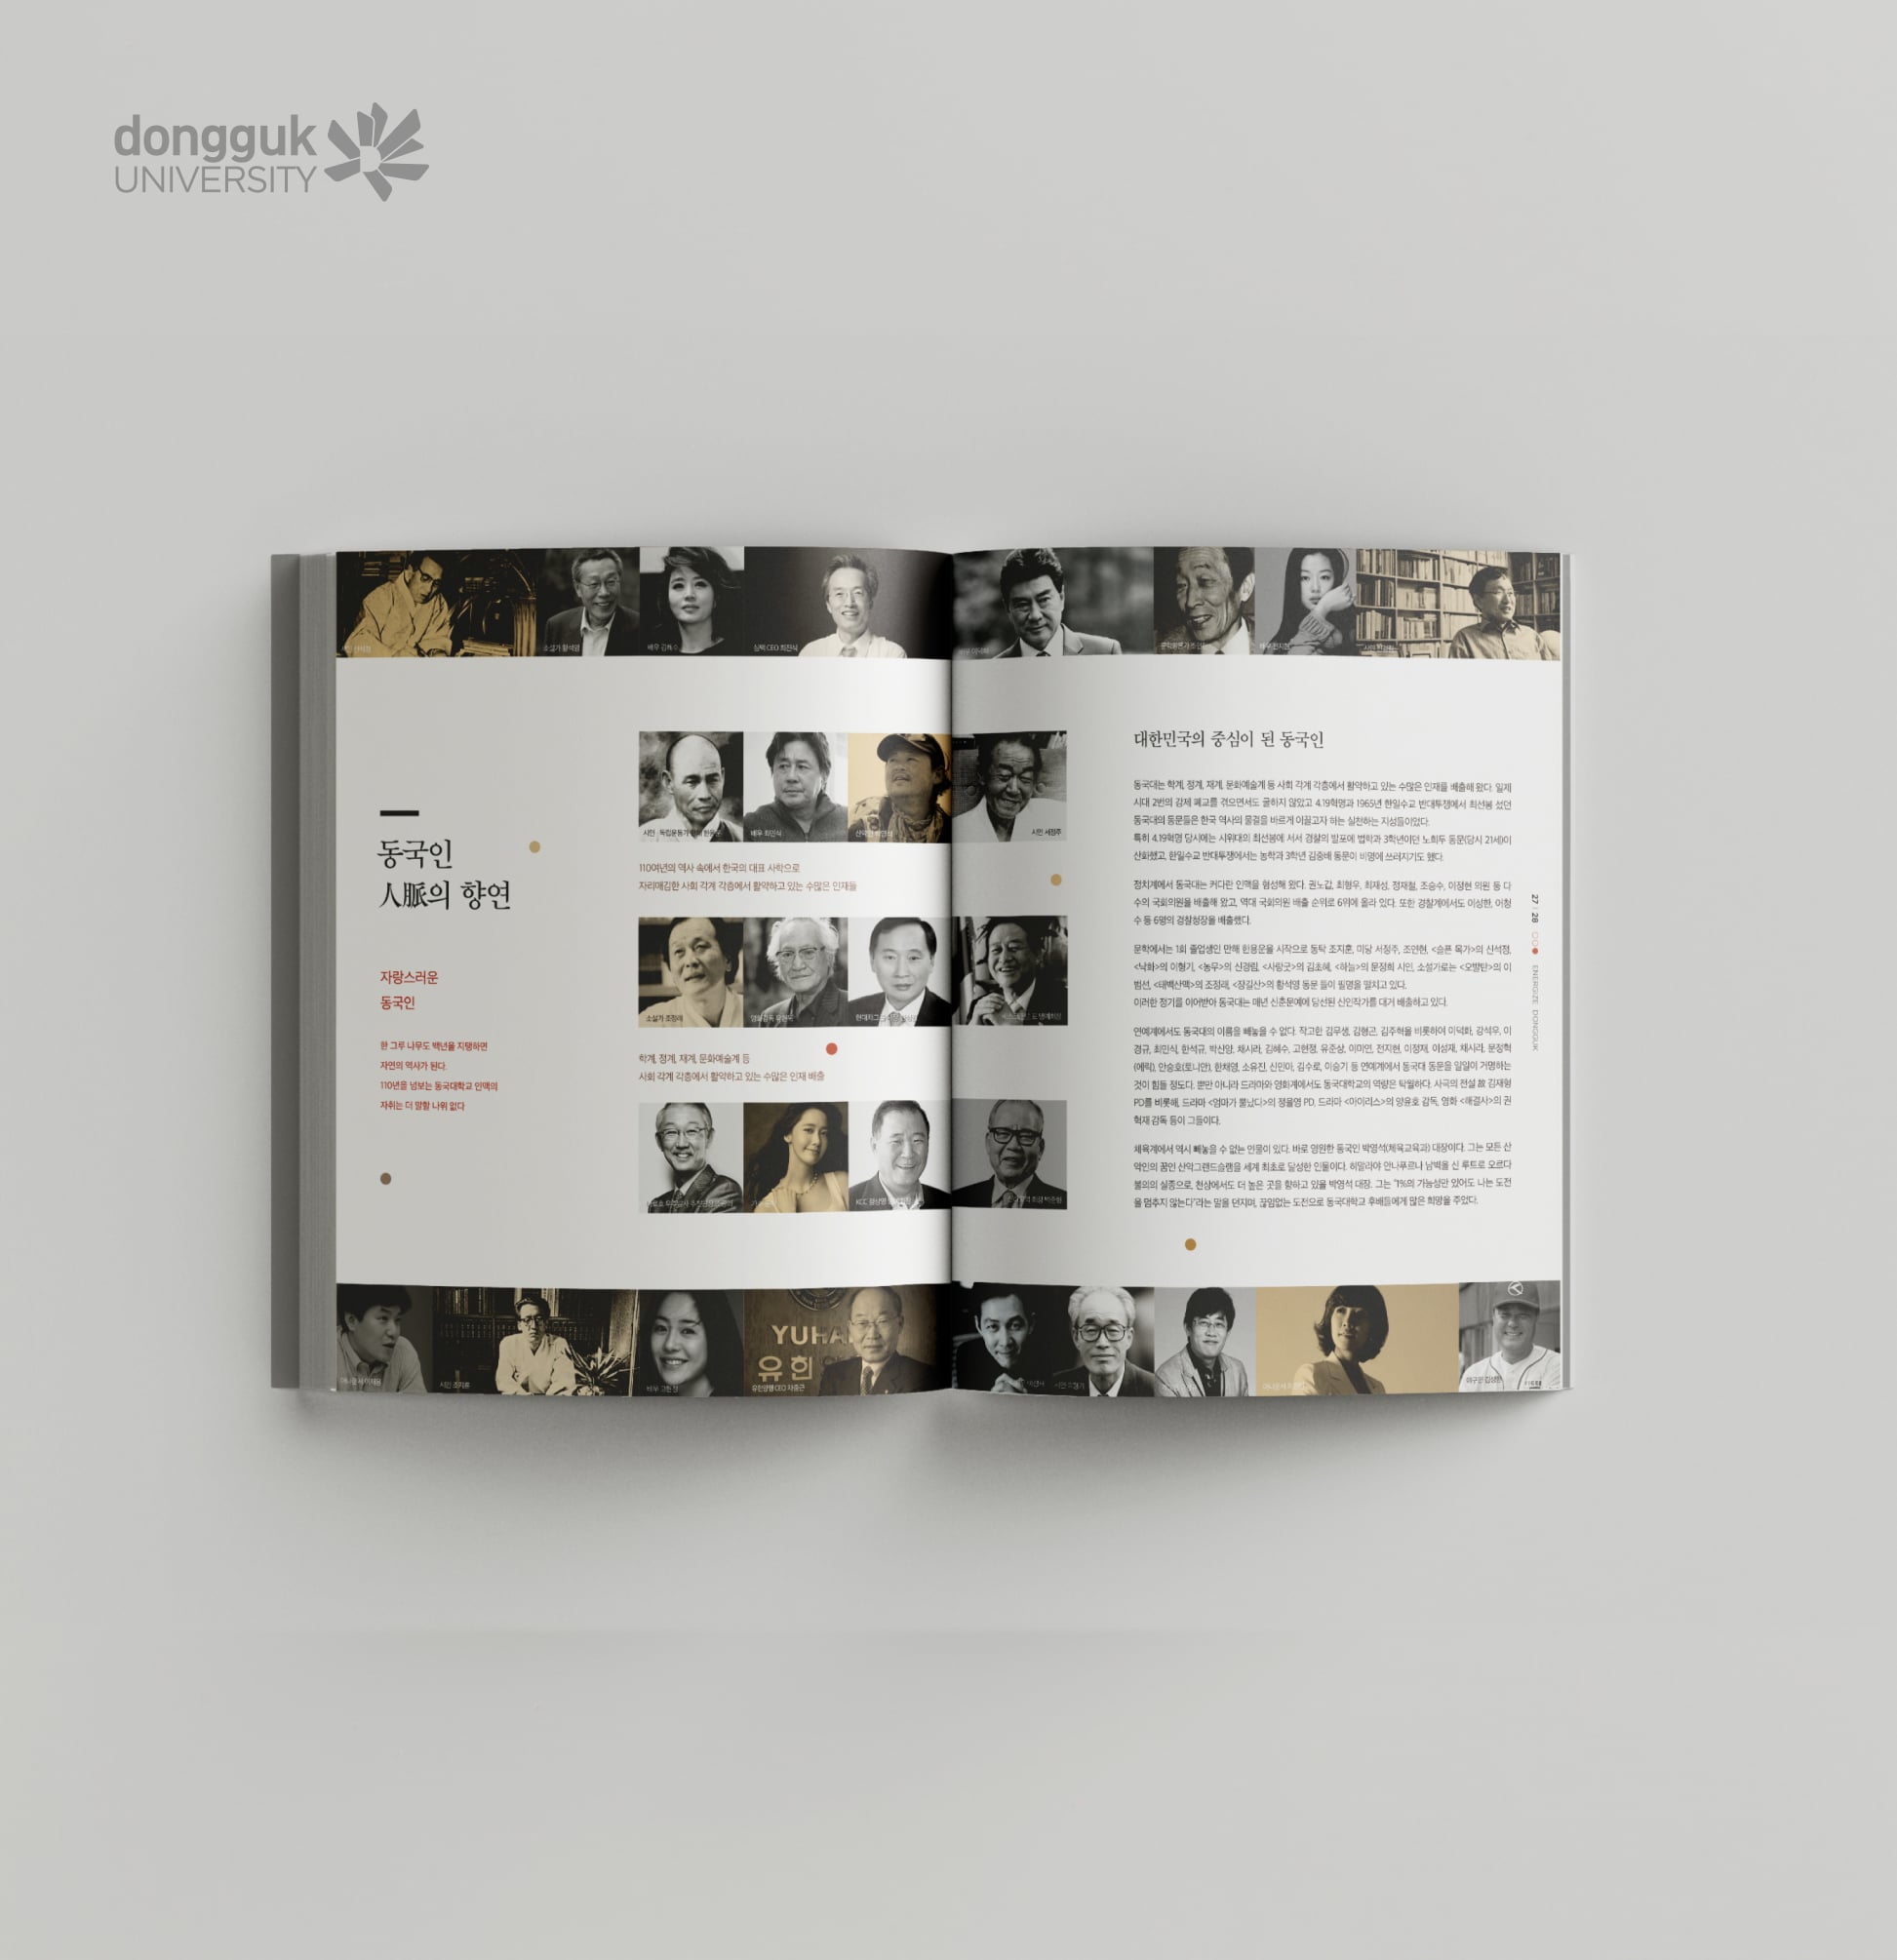 dongguk
UNIVERSITY
소설가 황석영
배우 김혜수
동국인
人脈의 향연
자랑스러운
동국인
한 그루 나무도 백년을 지탱하면
자연의 역사가 된다.
110년을 넘보는 동국대학교 인맥의
자취는 더 말할 나위 없다
배우 최민식
시인 서정주
110여년의 역사 속에서 한국의 대표 사학으로
자리매김한 사회 각계 각층에서 활약하고 있는 수많은 인재들
소설가 조정래
학계, 정계, 재계, 문화예술계 등
사회 각계 각층에서 활약하고 있는 수많은 인재 배출
시인 조지훈
배우 고현정
YUHA
유한
유한양행 CEO 차중근
대한민국의 중심이 된 동국인
동국대는 학계, 정계, 재계, 문화예술계 등 사회 각계 각층에서 활약하고 있는 수많은 인재를 배출해 왔다. 일제
시대 2번의 강제 폐교를 겪으면서도 굴하지 않았고 4.19혁명과 1965년 한일수교 반대투쟁에서 최선봉 섰던
동국대의 동문들은 한국 역사의 물결을 바르게 이끌고자 하는 실천하는 지성들이었다.
특히 4.19혁명 당시에는 시위대의 최선봉에 서서 경찰의 발포에 법학과 3학년이던 노희두 동문(당시 21세)이
산화했고, 한일수교 반대투쟁에서는 농학과 3학년 김중배 동문이 비명에 쓰러지기도 했다.
정치계에서 동국대는 커다란 인맥을 형성해 왔다. 권노갑, 최형우, 최재성, 정재철, 조승수, 이정현 의원 등 다
수의 국회의원을 배출해 왔고, 역대 국회의원 배출 순위로 6위에 올라 있다. 또한 경찰계에서도 이상한, 이청
수 등 6명의 경찰청장을 배출했다.
문학에서는 1회 졸업생인 만해 한용운을 시작으로 동탁 조지훈, 미당 서정주, 조연현, <슬픈 목가>의 신석정,
<낙화>의 이형기, <농무>의 신경림, <사랑굿>의 김초혜, <하늘>의 문정희 시인, 소설가로는 <오발탄>의 이
범선, <태백산맥>의 조정래, <장길산>의 황석영 동문 들이 필명을 떨치고 있다.
이러한 정기를 이어받아 동국대는 매년 신춘문예에 당선된 신인작가를 대거 배출하고 있다.
연예계에서도 동국대의 이름을 빼놓을 수 없다. 작고한 김무생, 김형곤, 김주혁을 비롯하여 이덕화, 강석우, 이
경규, 최민식, 한석규, 박신양, 채시라, 김혜수, 고현정, 유준상, 이미연, 전지현, 이정재, 이성재, 채시라, 문정혁
(에릭), 안승호(토니안), 한채영, 소유진, 신민아, 김수로, 이승기 등 연예계에서 동국대 동문을 일일이 거명하는
것이 힘들 정도다. 뿐만 아니라 드라마와 영화계에서도 동국대학교의 역량은 탁월하다. 사극의 전설 故 김재형
PD를 비롯해, 드라마 <엄마가 뿔났다>의 정을영 PD, 드라마 <아이리스>의 양윤호 감독, 영화 <해결사>의 권
혁재 감독 등이 그들이다.
체육계에서 역시 빼놓을 수 없는 인물이 있다. 바로 영원한 동국인 박영석(체육교육과) 대장이다. 그는 모든 산
악인의 꿈인 산악그랜드슬램을 세계 최초로 달성한 인물이다. 히말라야 안나푸르나 남벽을 신 루트로 오르다
불의의 실종으로, 천상에서도 더 높은 곳을 향하고 있을 박영석 대장. 그는 "1%의 가능성만 있어도 나는 도전
을 멈추지 않는다"라는 말을 던지며, 끊임없는 도전으로 동국대학교 후배들에게 많은 희망을 주었다.
27 | 28
ENERGIZE DONGGUK